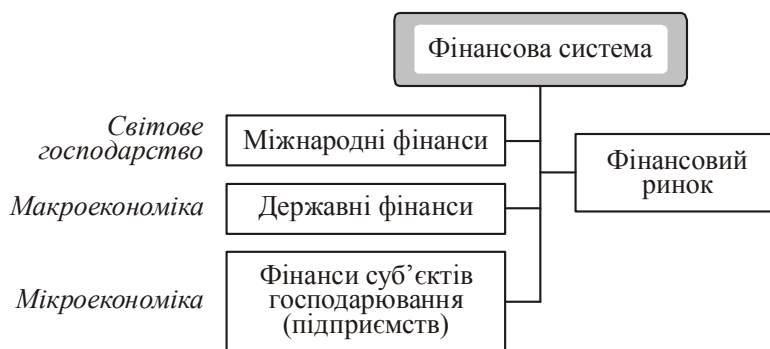 Фінансова система
Світове
господарство
Міжнародні фінанси
Фінансовий
ринок
Макроекономіка
Державні фінанси
Мікроекономіка
Фінанси суб’єктів
господарювання
(підприємств)